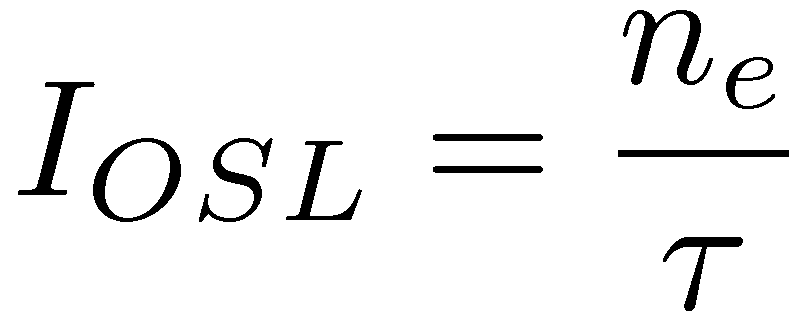 I_{OSL} = \frac{n_e}{\tau}